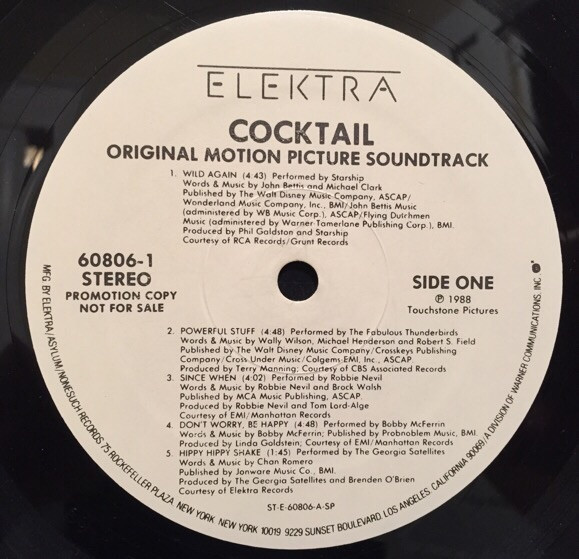 ELEKTRA
COCKTAIL
ORIGINAL MOTION PICTURE SOUNDTRACK
1. WILD AGAIN (4:43) Performed by Starship
Words & Music by John Bettis and Michael Clark
Published by The Walt Disney Music Company, ASCAP/
Wonderland Music Company, Inc., BMI/John Bettis Music
(administered by WB Music Corp.), ASCAP/Flying Dutchmen
Music (administered by Warner-Tamerlane Publishing Corp.), BMI.
Produced by Phil Galdston and Starship
Courtesy of RCA Records/Grunt Records
60806-1
STEREO
PROMOTION COPY
NOT FOR SALE
SIDE ONE
℗ 1988
Touchstone Pictures
2. POWERFUL STUFF (4:48) Performed by The Fabulous Thunderbirds
Words & Music by Wally Wilson, Michael Henderson and Robert S. Field
Published by The Walt Disney Music Company/Crosskeys Publishing
Company/Cross Under Music/Colgems EMI, Inc., ASCAP
Produced by Terry Manning; Courtesy of CBS Associated Records
3. SINCE WHEN (4:02) Performed by Robbie Nevil
Words & Music by Robbie Nevil and Brock Walsh
Published by MCA Music Publishing, ASCAP.
Produced by Robbie Nevil and Tom Lord-Alge
Courtesy of EMI/Manhattan Records
4. DON'T WORRY, BE HAPPY (4:48) Performed by Bobby McFerrin
Words & Music by Bobby McFerrin; Published by Probnoblem Music, BMI.
Produced by Linda Goldstein; Courtesy of EMI/Manhattan Records
5. HIPPY HIPPY SHAKE (1:45) Performed by The Georgia Satellites
Words & Music by Chan Romero
Published by Jonware Music Co., BMI.
Produced by The Georgia Satellites and Brenden O'Brien
Courtesy of Elektra Records
ST-E-60806-A-SP
MFG BY ELEKTRA/ASYLUM/NONESUCH RECORDS 75 ROCKEFELLER PLAZA, NEW YORK, NEW YORK 10019 9229 SUNSET BOULEVARD, LOS ANGELES, CALIFORNIA 90069/A DIVISION OF WARNER COMMUNICATIONS, INC